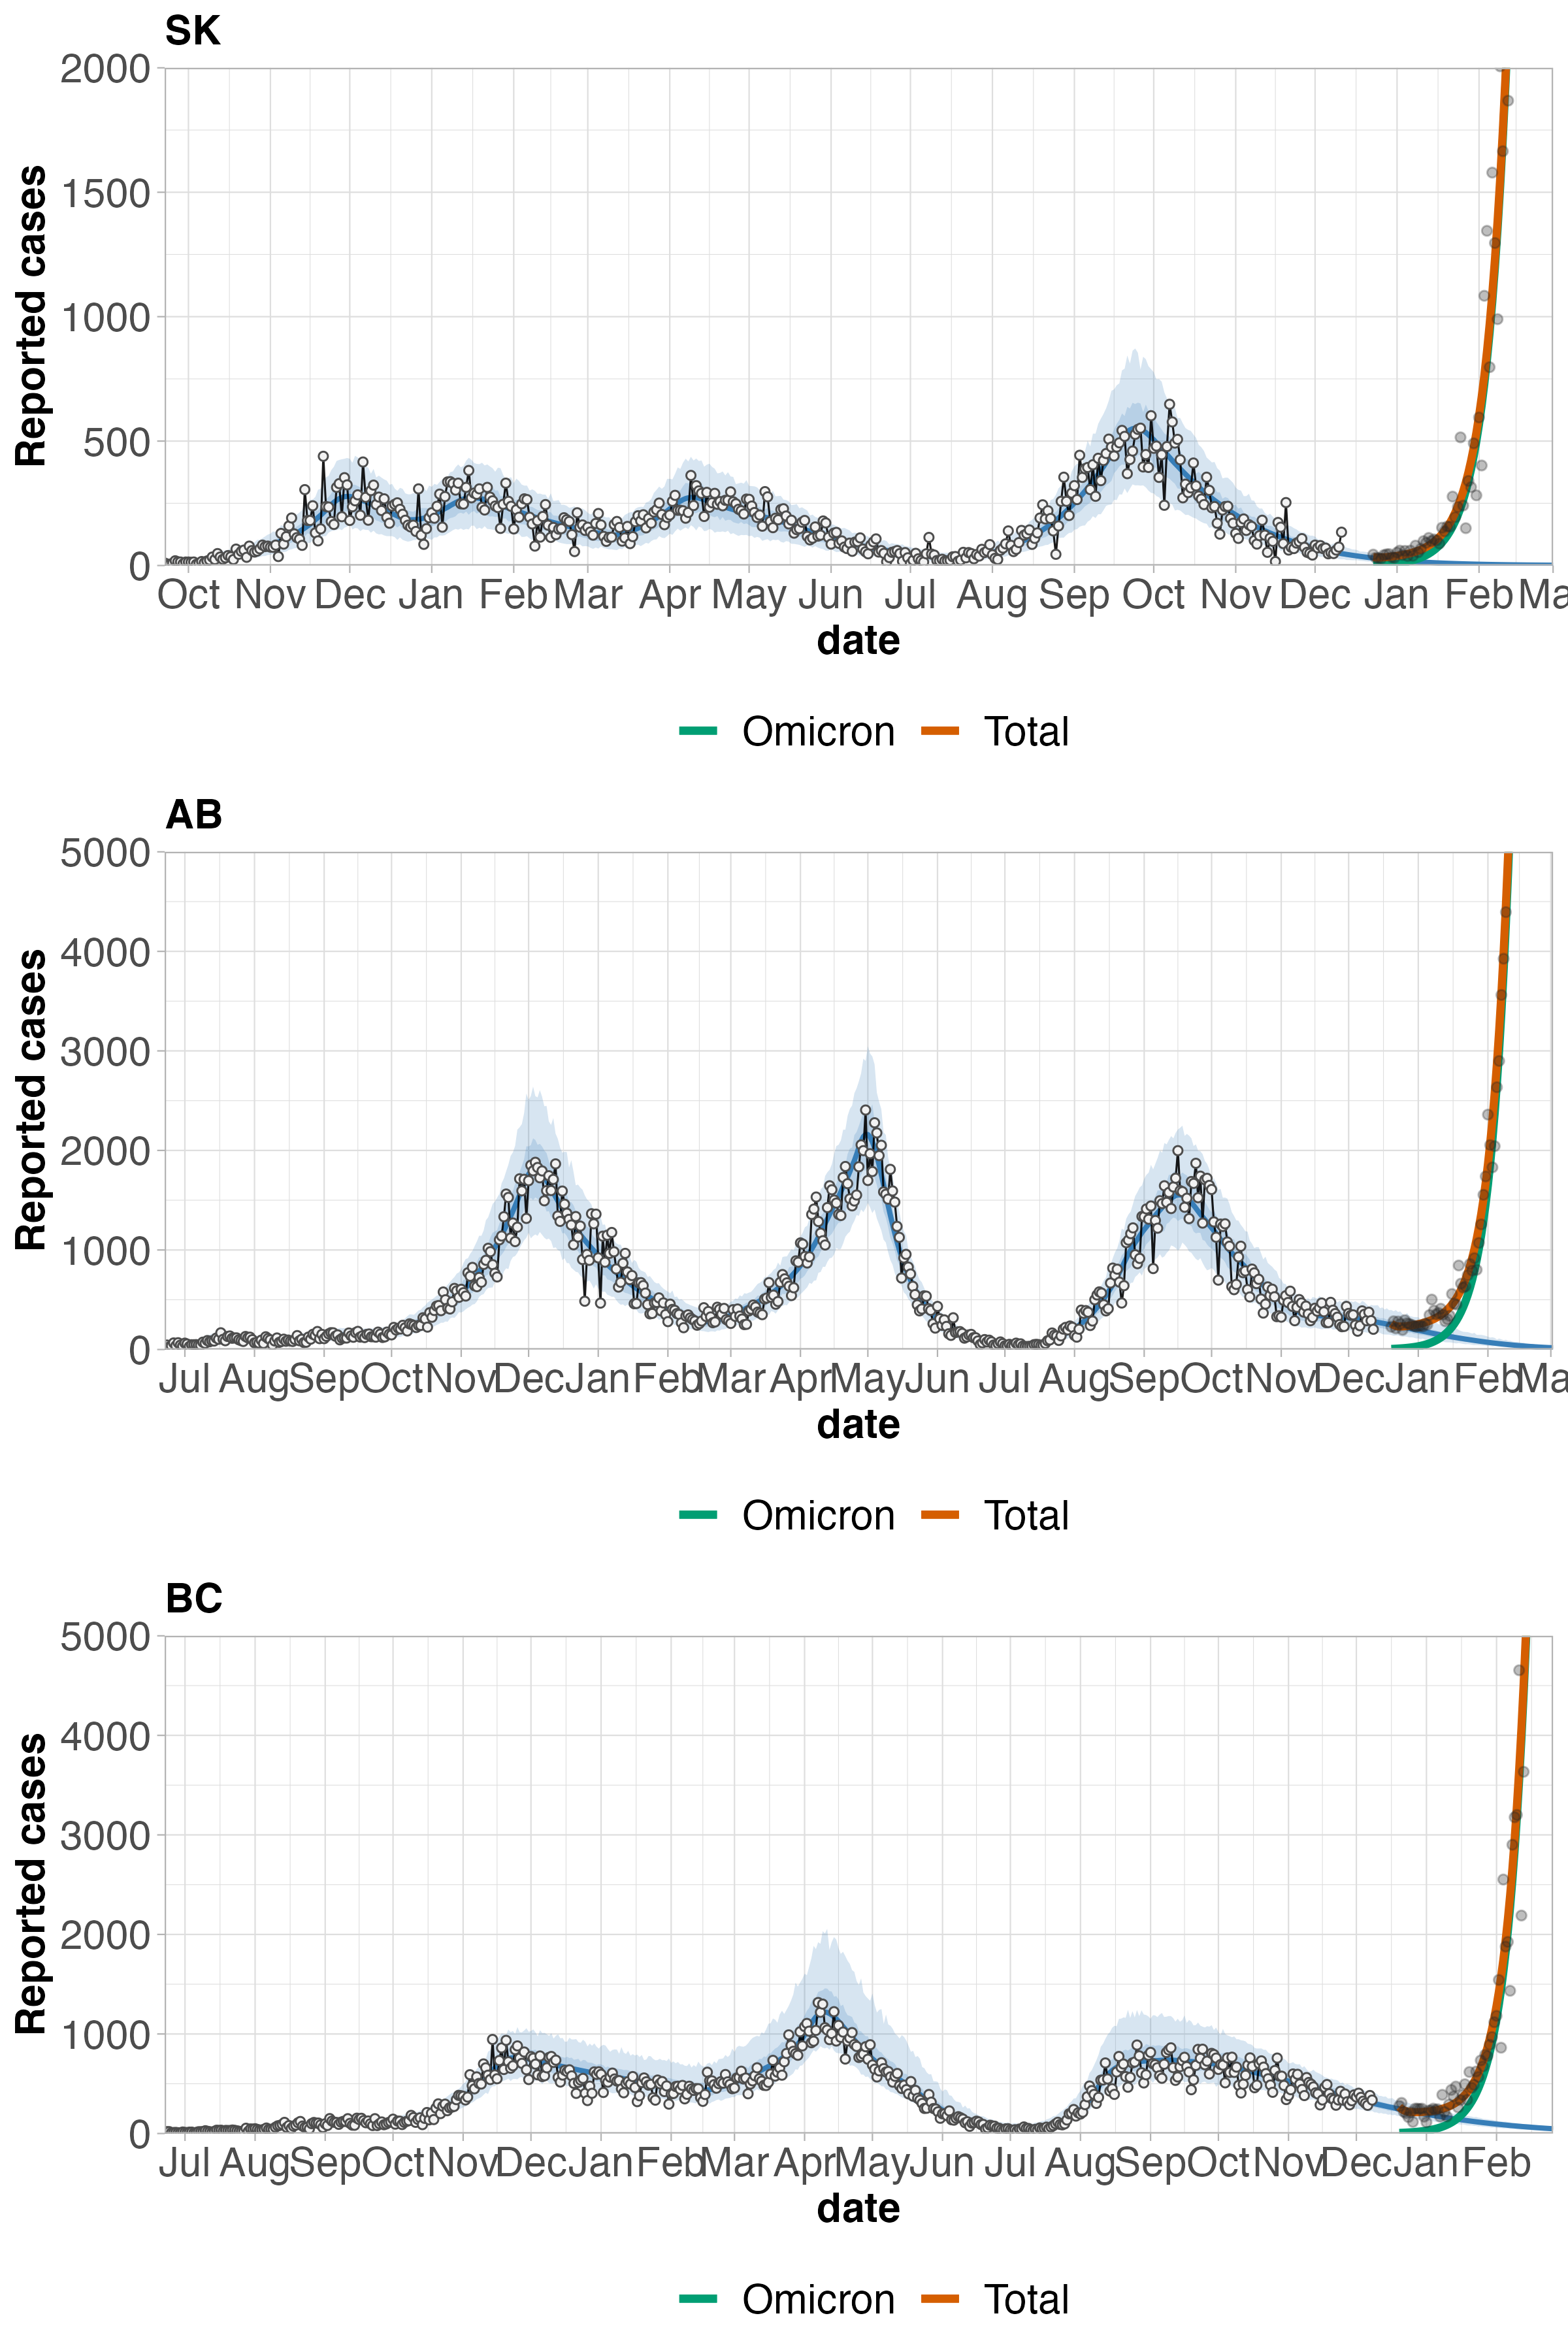 SK
2000
1500
1000
500
0
Reported cases
Oct Nov Dec Jan Feb Mar Apr May Jun Jul Aug Sep Oct Nov Dec Jan Feb Ma
date
Omicron Total
AB
5000
4000
3000
2000
1000
0
Reported cases
Jul Aug Sep Oct Nov Dec Jan Feb Mar Apr May Jun Jul Aug Sep Oct Nov Dec Jan Feb Ma
date
Omicron Total
BC
5000
4000
3000
2000
1000
0
Reported cases
Jul Aug Sep Oct Nov Dec Jan Feb Mar Apr May Jun Jul Aug Sep Oct Nov Dec Jan Feb
date
Omicron Total